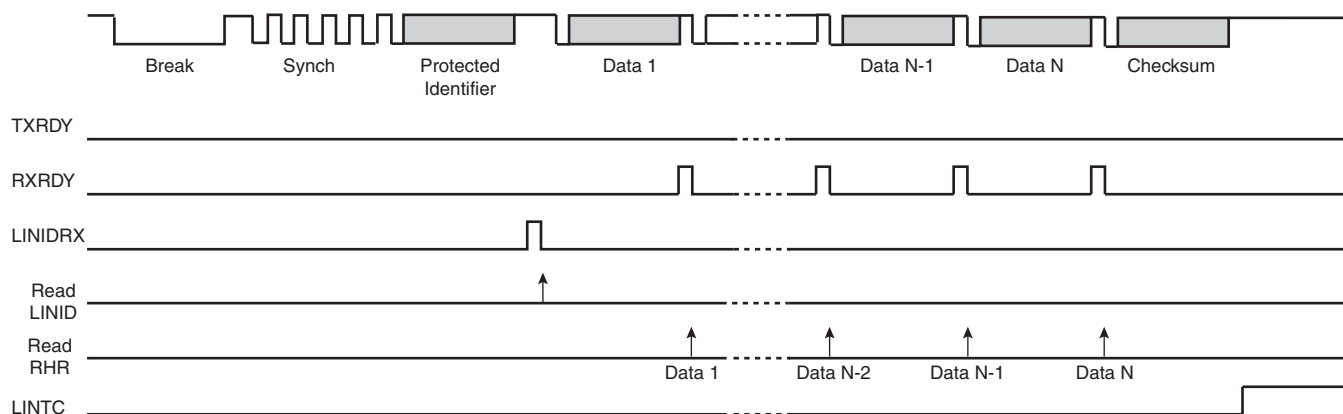 Break Synch Protected Identifier Data 1 Data N-1 Data N Checksum
TXRDY
RXRDY
LINIDRX
Read
LINID
Read
RHR
Data 1 Data N-2 Data N-1 Data N
LINTC